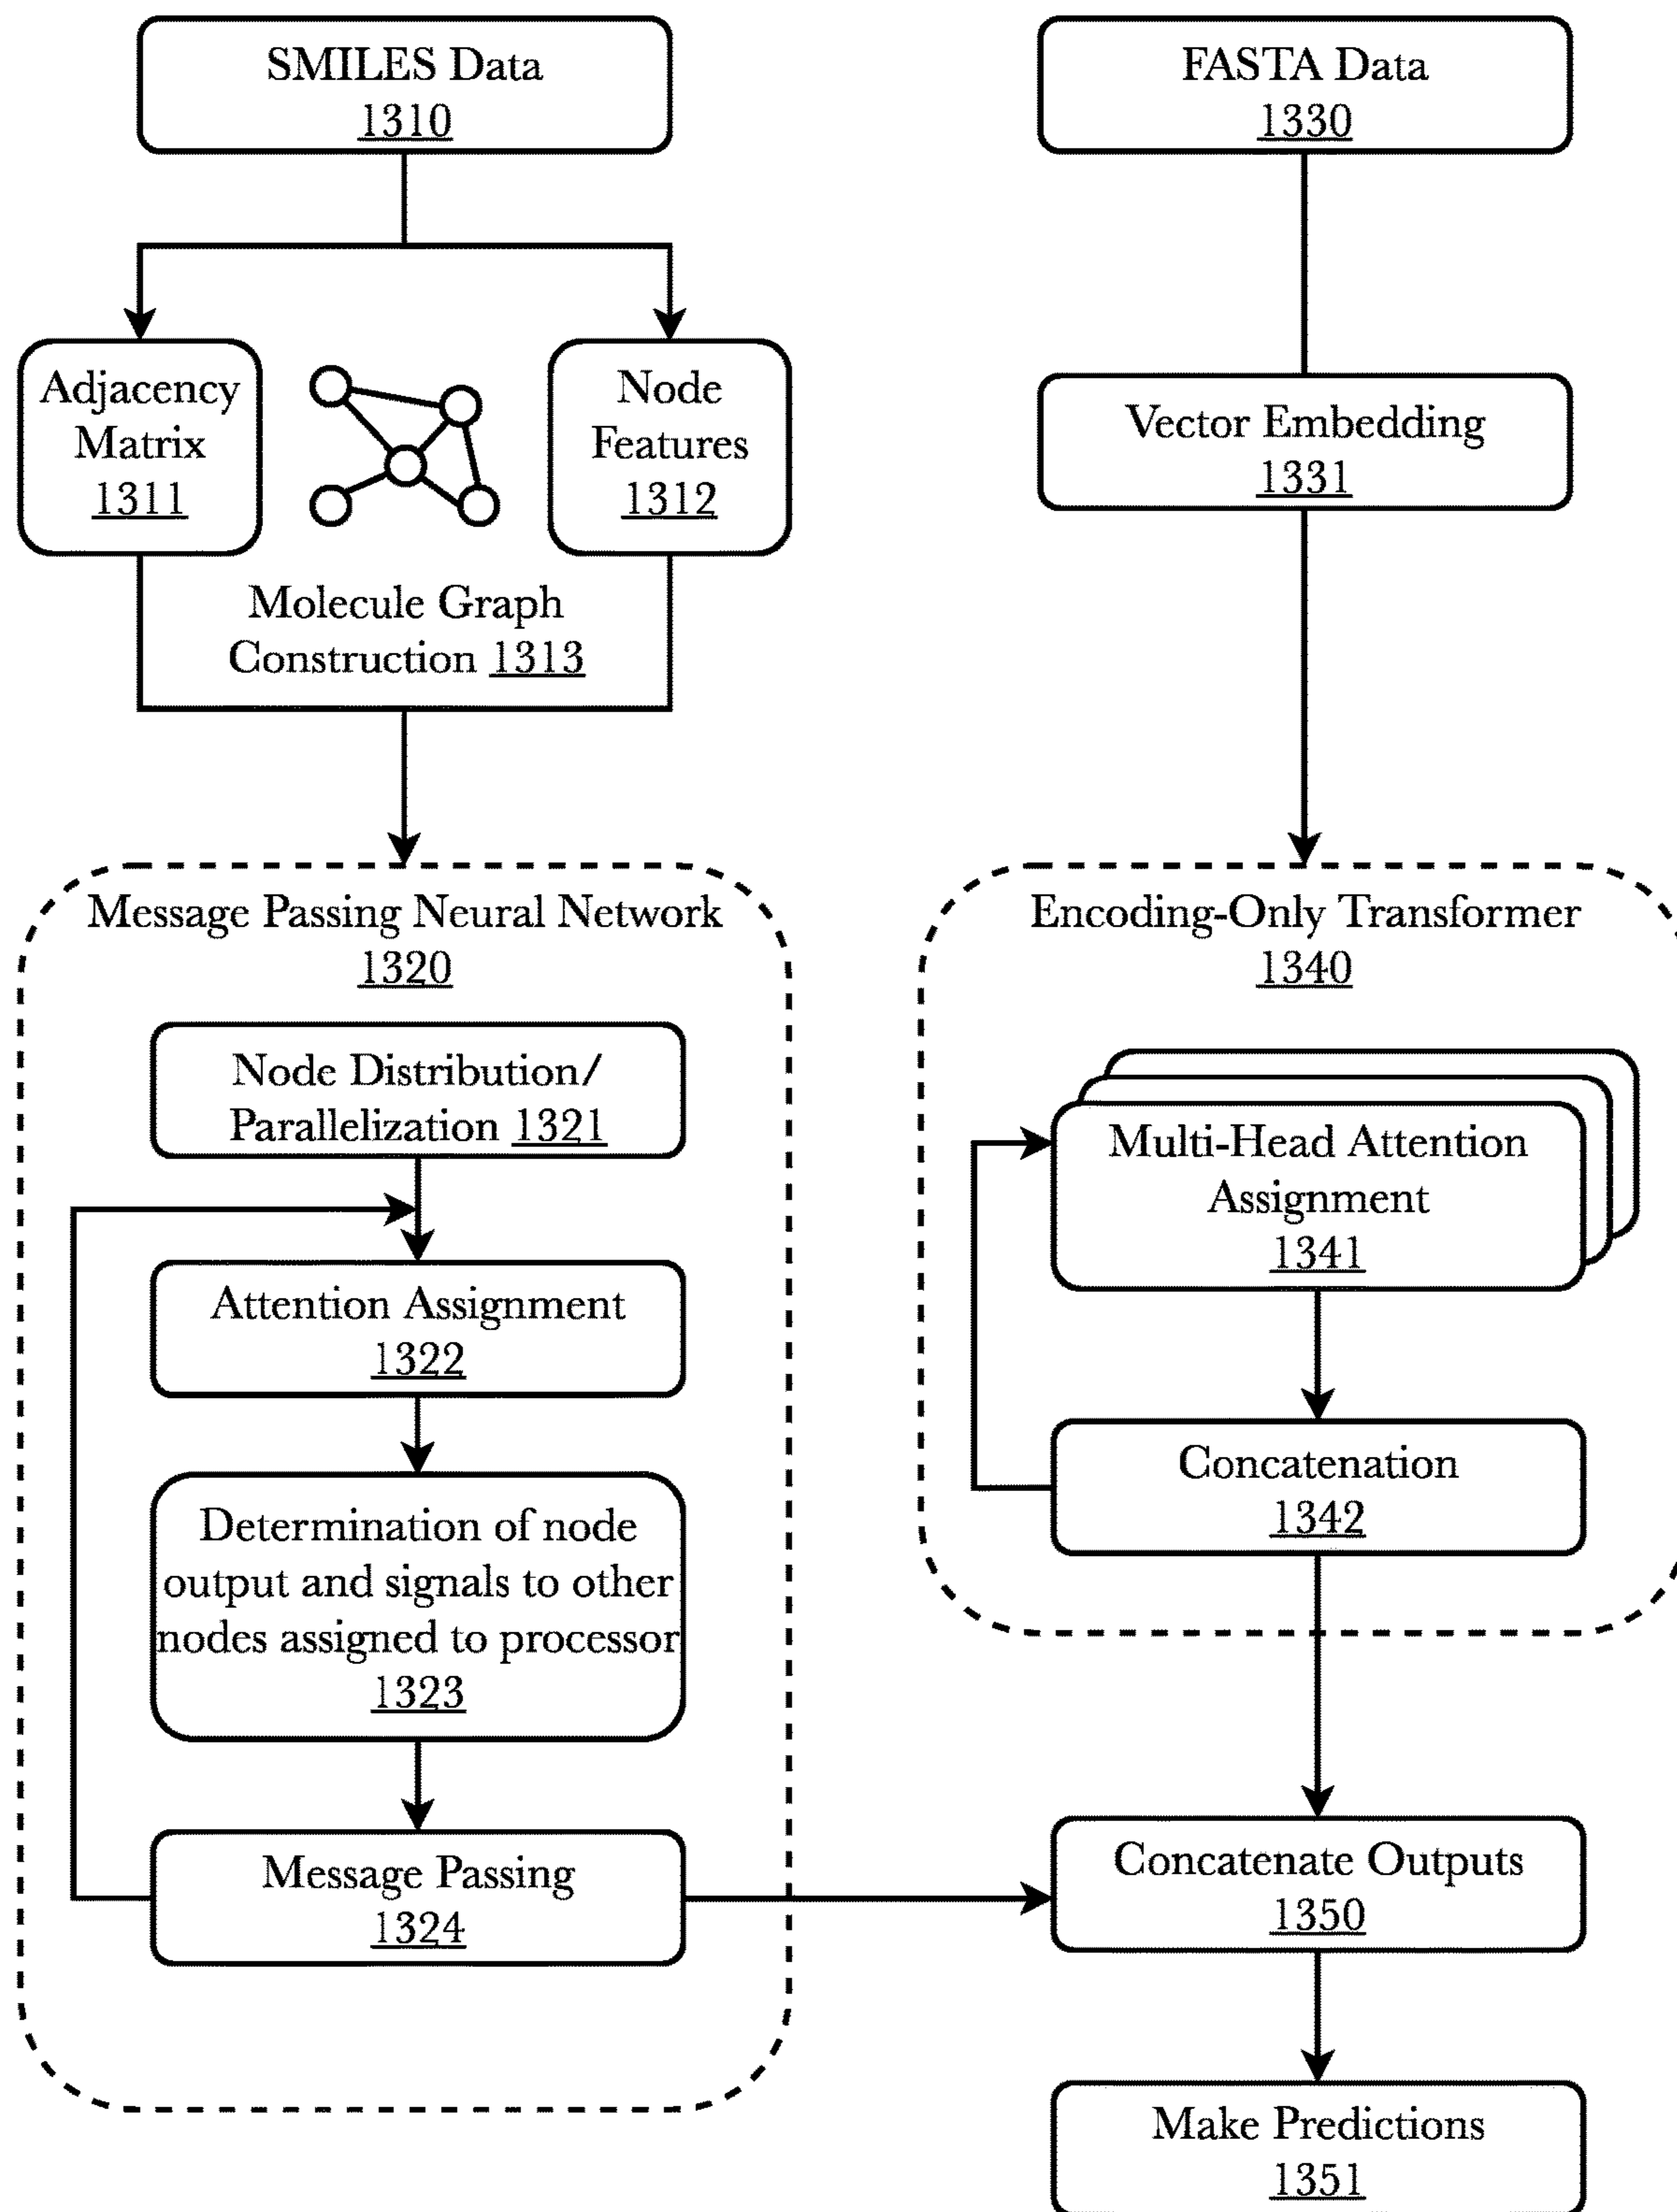 SMILES Data
1310
Adjacency
Matrix
1311
Node
Features
1312
Molecule Graph
Construction 1313
Message Passing Neural Network
1320
Node Distribution/
Parallelization 1321
Attention Assignment
1322
Determination of node
output and signals to other
nodes assigned to processor
1323
Message Passing
1324
FASTA Data
1330
Vector Embedding
1331
Encoding-Only Transformer
1340
Multi-Head Attention
Assignment
1341
Concatenation
1342
Concatenate Outputs
1350
Make Predictions
1351